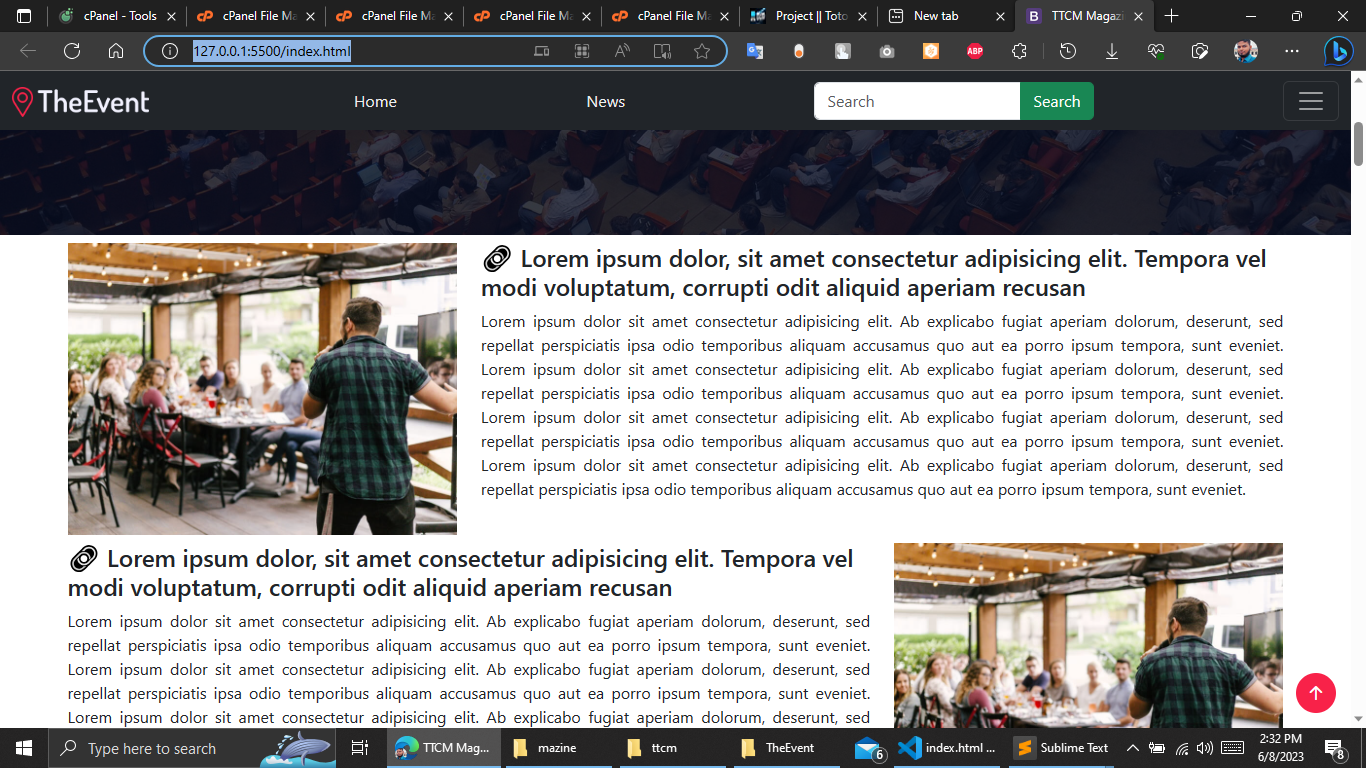 cPanel - Tools
cPanel File Ma
cPanel File Ma
cPanel File Ma
cPanel File Ma
Project || Toto
New tab
TTCM Magazi
127.0.0.1:5500/index.html
ABP
TheEvent
Home
News
Search
Search
Lorem ipsum dolor, sit amet consectetur adipisicing elit. Tempora vel
modi voluptatum, corrupti odit aliquid aperiam recusan
Lorem ipsum dolor sit amet consectetur adipisicing elit. Ab explicabo fugiat aperiam dolorum, deserunt, sed
repellat perspiciatis ipsa odio temporibus aliquam accusamus quo aut ea porro ipsum tempora, sunt eveniet.
Lorem ipsum dolor sit amet consectetur adipisicing elit. Ab explicabo fugiat aperiam dolorum, deserunt, sed
repellat perspiciatis ipsa odio temporibus aliquam accusamus quo aut ea porro ipsum tempora, sunt eveniet.
Lorem ipsum dolor sit amet consectetur adipisicing elit. Ab explicabo fugiat aperiam dolorum, deserunt, sed
repellat perspiciatis ipsa odio temporibus aliquam accusamus quo aut ea porro ipsum tempora, sunt eveniet.
Lorem ipsum dolor sit amet consectetur adipisicing elit. Ab explicabo fugiat aperiam dolorum, deserunt, sed
repellat perspiciatis ipsa odio temporibus aliquam accusamus quo aut ea porro ipsum tempora, sunt eveniet.
Lorem ipsum dolor, sit amet consectetur adipisicing elit. Tempora vel
modi voluptatum, corrupti odit aliquid aperiam recusan
Lorem ipsum dolor sit amet consectetur adipisicing elit. Ab explicabo fugiat aperiam dolorum, deserunt, sed
repellat perspiciatis ipsa odio temporibus aliquam accusamus quo aut ea porro ipsum tempora, sunt eveniet.
Lorem ipsum dolor sit amet consectetur adipisicing elit. Ab explicabo fugiat aperiam dolorum, deserunt, sed
repellat perspiciatis ipsa odio temporibus aliquam accusamus quo aut ea porro ipsum tempora, sunt eveniet.
Lorem ipsum dolor sit amet consectetur adipisicing elit. Ab explicabo fugiat aperiam dolorum, deserunt, sed
Type here to search
TTCM Mag...
mazine
ttcm
TheEvent
6
index.html ...
Sublime Text
2:32 PM
6/8/2023
8